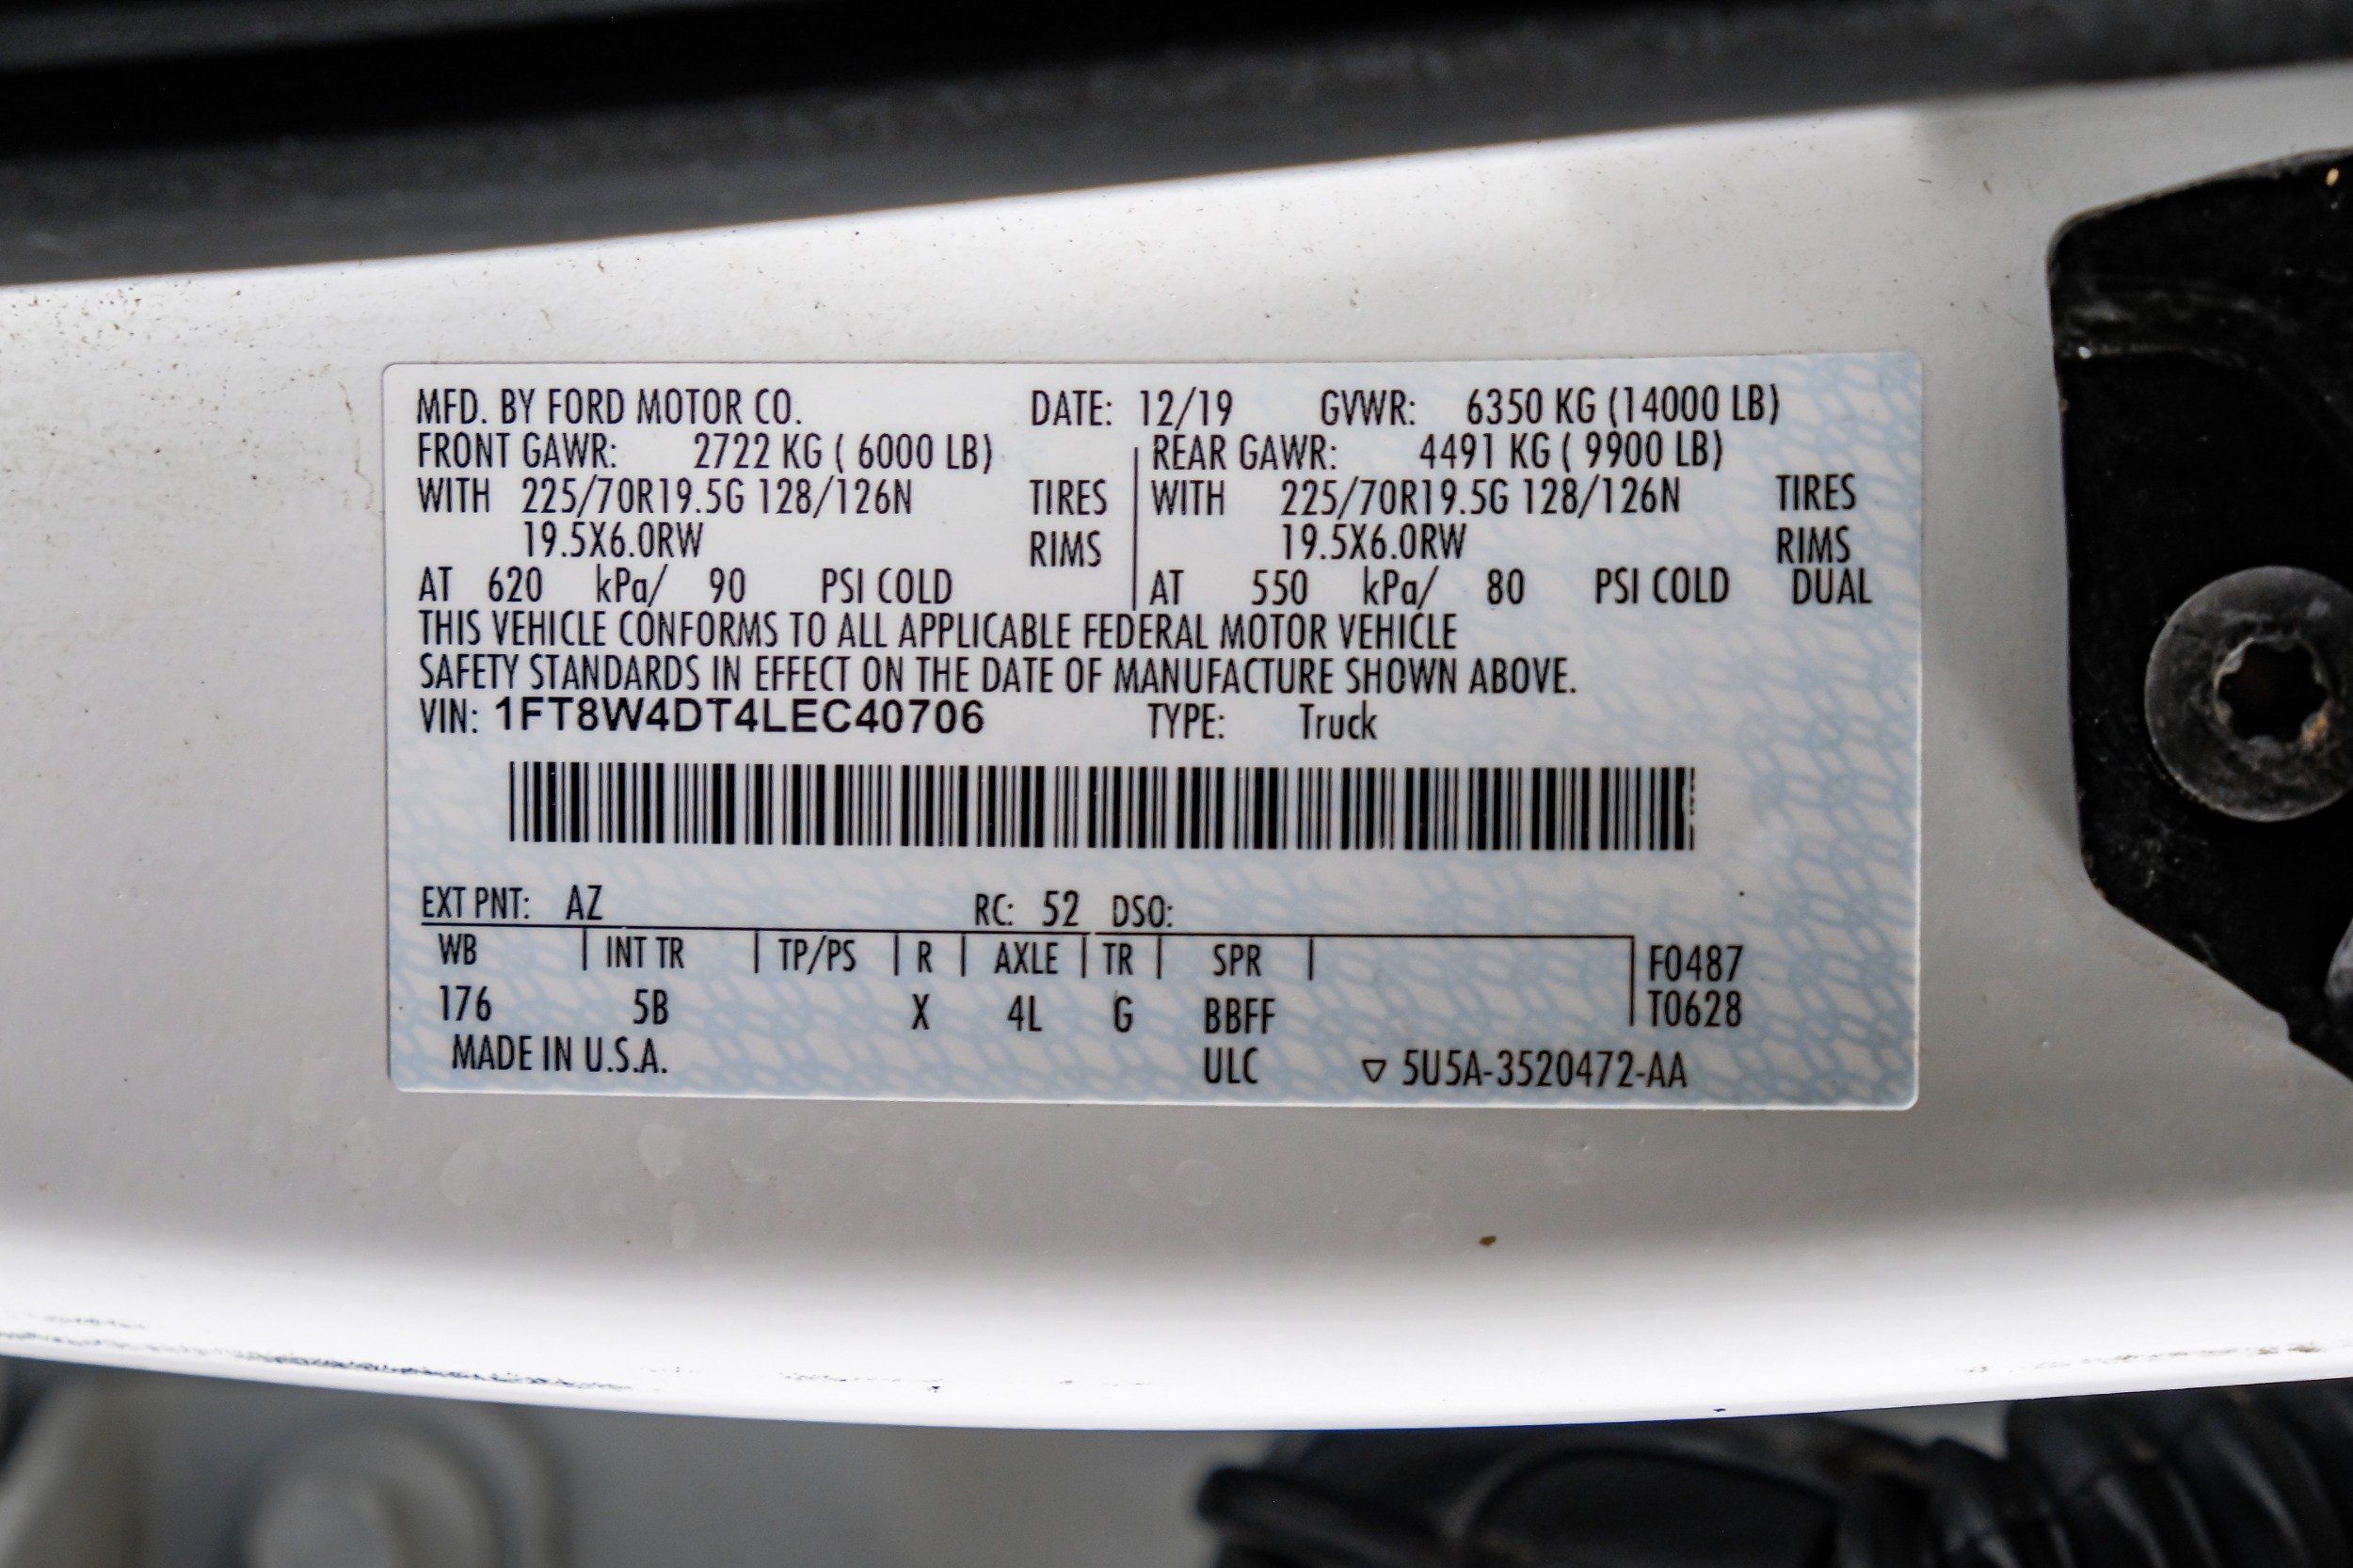 MFD. BY FORD MOTOR CO. DATE: 12/19 GVWR: 6350 KG (14000 LB)
FRONT GAWR: 2722 KG ( 6000 LB) REAR GAWR: 4491 KG ( 9900 LB)
WITH 225/70R19.5G 128/126N TIRES WITH 225/70R19.5G 128/126N TIRES
19.5X6.0RW RIMS 19.5X6.0RW RIMS
AT 620 kPa/ 90 PSI COLD AT 550 kPa/ 80 PSI COLD DUAL
THIS VEHICLE CONFORMS TO ALL APPLICABLE FEDERAL MOTOR VEHICLE
SAFETY STANDARDS IN EFFECT ON THE DATE OF MANUFACTURE SHOWN ABOVE.
VIN: 1FT8W4DT4LEC40706 TYPE: Truck
EXT PNT: AZ RC: 52 DSO:
WB INT TR TP/PS R AXLE TR SPR F0487
176 5B X 4L G BBFF T0628
MADE IN U.S.A. ULC ▽ 5U5A-3520472-AA